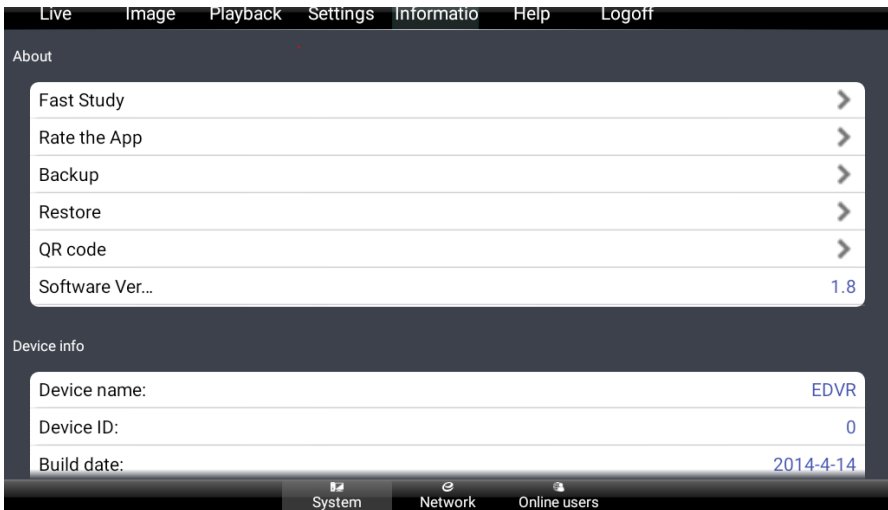 Live Image Playback Settings Informatio Help Logoff
About
Fast Study
Rate the App
Backup
Restore
QR code
Software Ver... 1.8
Device info
Device name: EDVR
Device ID: 0
Build date: 2014-4-14
System Network Online users